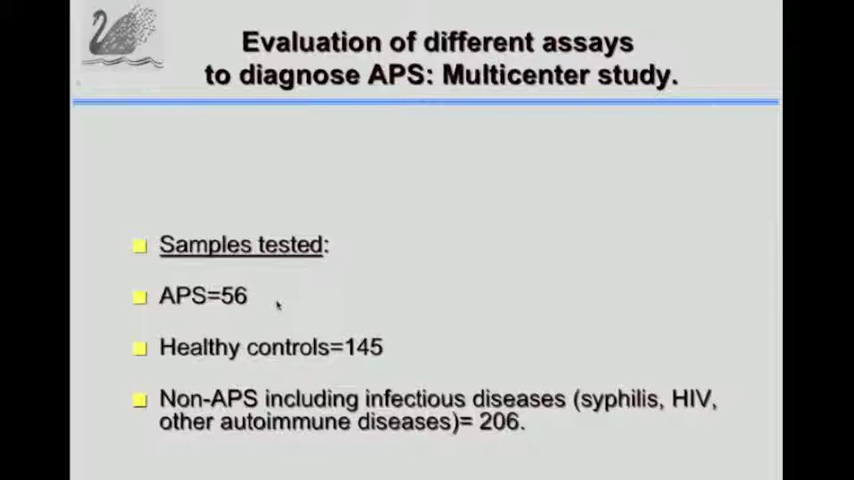 Evaluation of different assays
to diagnose APS: Multicenter study.
Samples tested:
APS=56
Healthy controls=145
Non-APS including infectious diseases (syphilis, HIV,
other autoimmune diseases)= 206.